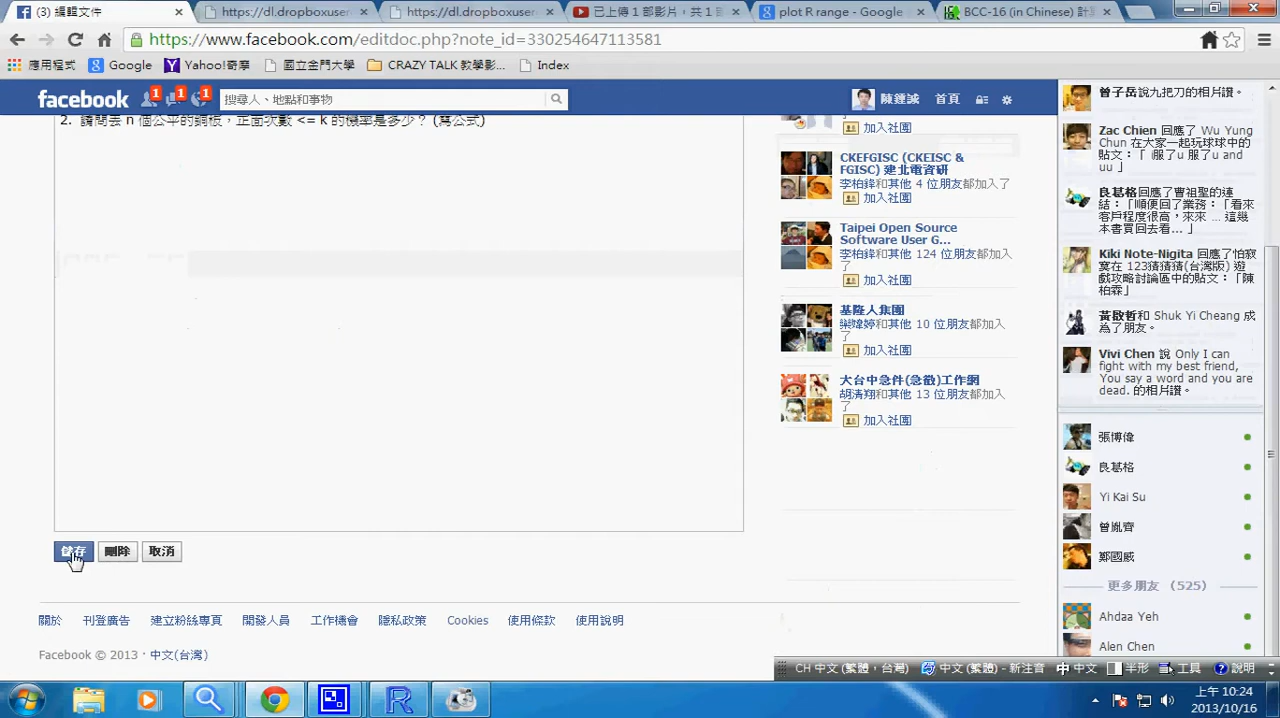 (3) 編輯文件
https://dl.dropboxuser
https://dl.dropboxuser
已上傳 1 部影片，共 1 部
plot R range - Google
BCC-16 (in Chinese) 計
https://www.facebook.com/editdoc.php?note_id=330254647113581
應用程式
Google
Yahoo!奇摩
國立金門大學
CRAZY TALK 教學影...
Index
facebook
1
1
1
搜尋人、地點和事物
陳鍾誠
首頁
2. 請問丟 n 個公平的銅板，正面次數 <= k 的機率是多少？ (寫公式)
儲存
刪除
取消
加入社團
CKEFGISC (CKEISC &
FGISC) 建北電資研
李柏鋒和其他 4 位朋友都加入了
加入社團
Taipei Open Source
Software User G...
李柏鋒和其他 124 位朋友都加入
了
加入社團
基隆人集團
和其他 10 位朋友都加入
了
加入社團
大台中急件(急徵)工作網
胡清翔和其他 13 位朋友都加入
了
加入社團
曾子岳說九把刀的相片讚。
Zac Chien 回應了 Wu Yung
Chun 在大家一起玩球球中的
貼文：「 i服了u 服了u and
uu 」
良葛格回應了曹祖聖的連
結：「順便回了業務：「看來
客戶程度很高，來來 ... 這幾
本書買回去看... 」
Kiki Note-Nigita 回應了怕寂
寞在 123猜猜猜(台灣版) 遊
戲攻略討論區中的貼文：「陳
柏霖」
黃啟哲和 Shuk Yi Cheang 成
為了朋友。
Vivi Chen 說 Only I can
fight with my best friend,
You say a word and you are
dead. 的相片讚。
張博偉
良葛格
Yi Kai Su
曾胤齊
鄭國威
更多朋友 （525）
Ahdaa Yeh
Alen Chen
關於
刊登廣告
建立粉絲專頁
開發人員
工作機會
隱私政策
Cookies
使用條款
使用說明
Facebook © 2013 · 中文(台灣)
CH 中文 (繁體，台灣)
中文 (繁體) - 新注音
中 中文
半形
工具
說明
上午 10:24
2013/10/16